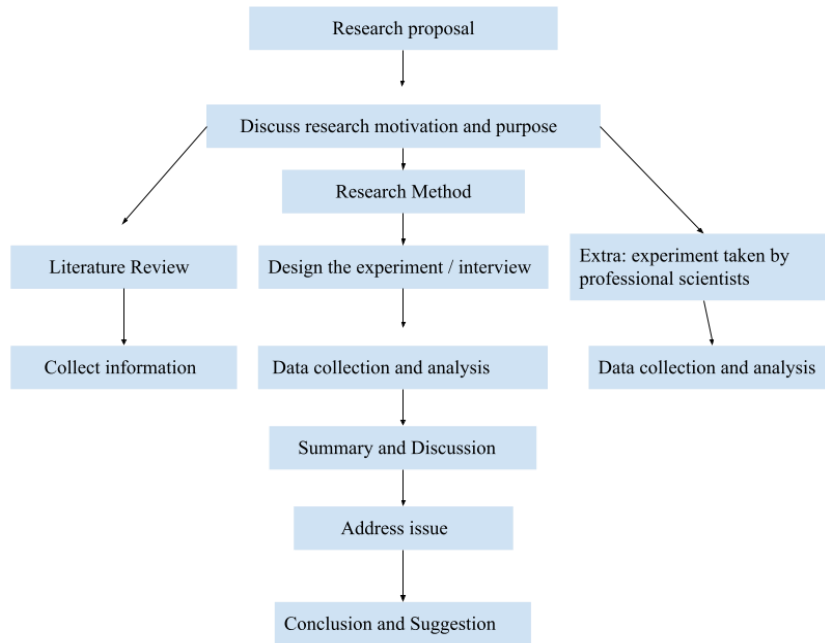 Research proposal
Discuss research motivation and purpose
Research Method
Literature Review
Design the experiment / interview
Extra: experiment taken by
professional scientists
Collect information
Data collection and analysis
Data collection and analysis
Summary and Discussion
Address issue
Conclusion and Suggestion